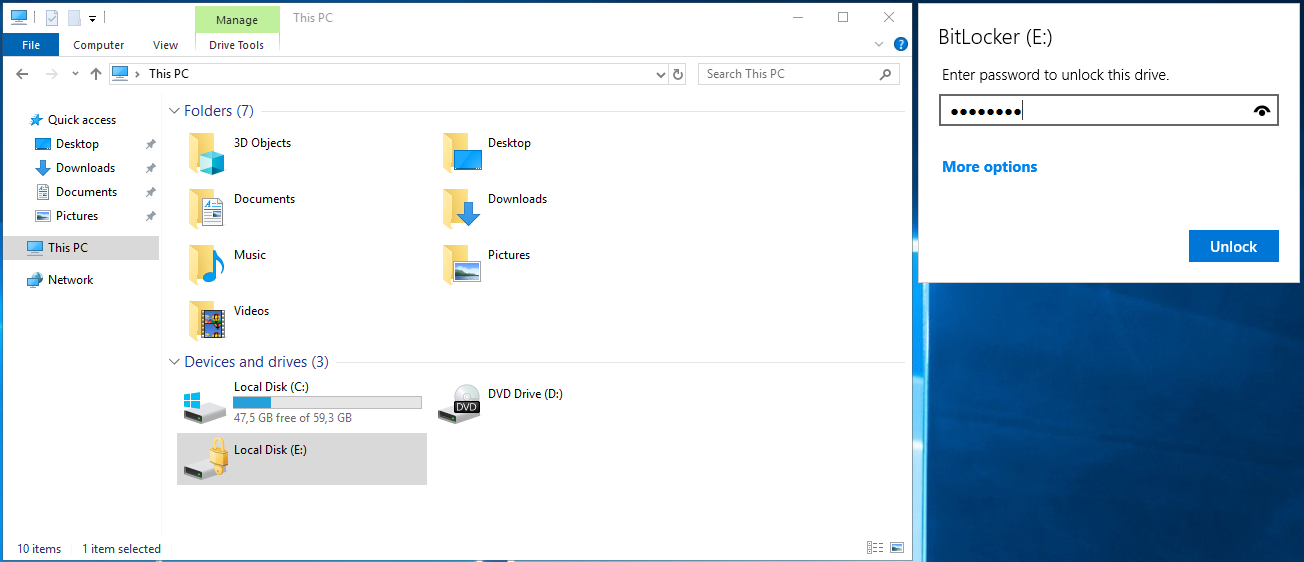 This PC
Manage
File
Computer
View
Drive Tools
This PC
Search This PC
Quick access
Desktop
Downloads
Documents
Pictures
This PC
Network
Folders (7)
3D Objects
Desktop
Documents
Downloads
Music
Pictures
Videos
Devices and drives (3)
Local Disk (C:)
47,5 GB free of 59,3 GB
DVD
DVD Drive (D:)
Local Disk (E:)
10 items
1 item selected
BitLocker (E:)
Enter password to unlock this drive.
●●●●●●●●
More options
Unlock